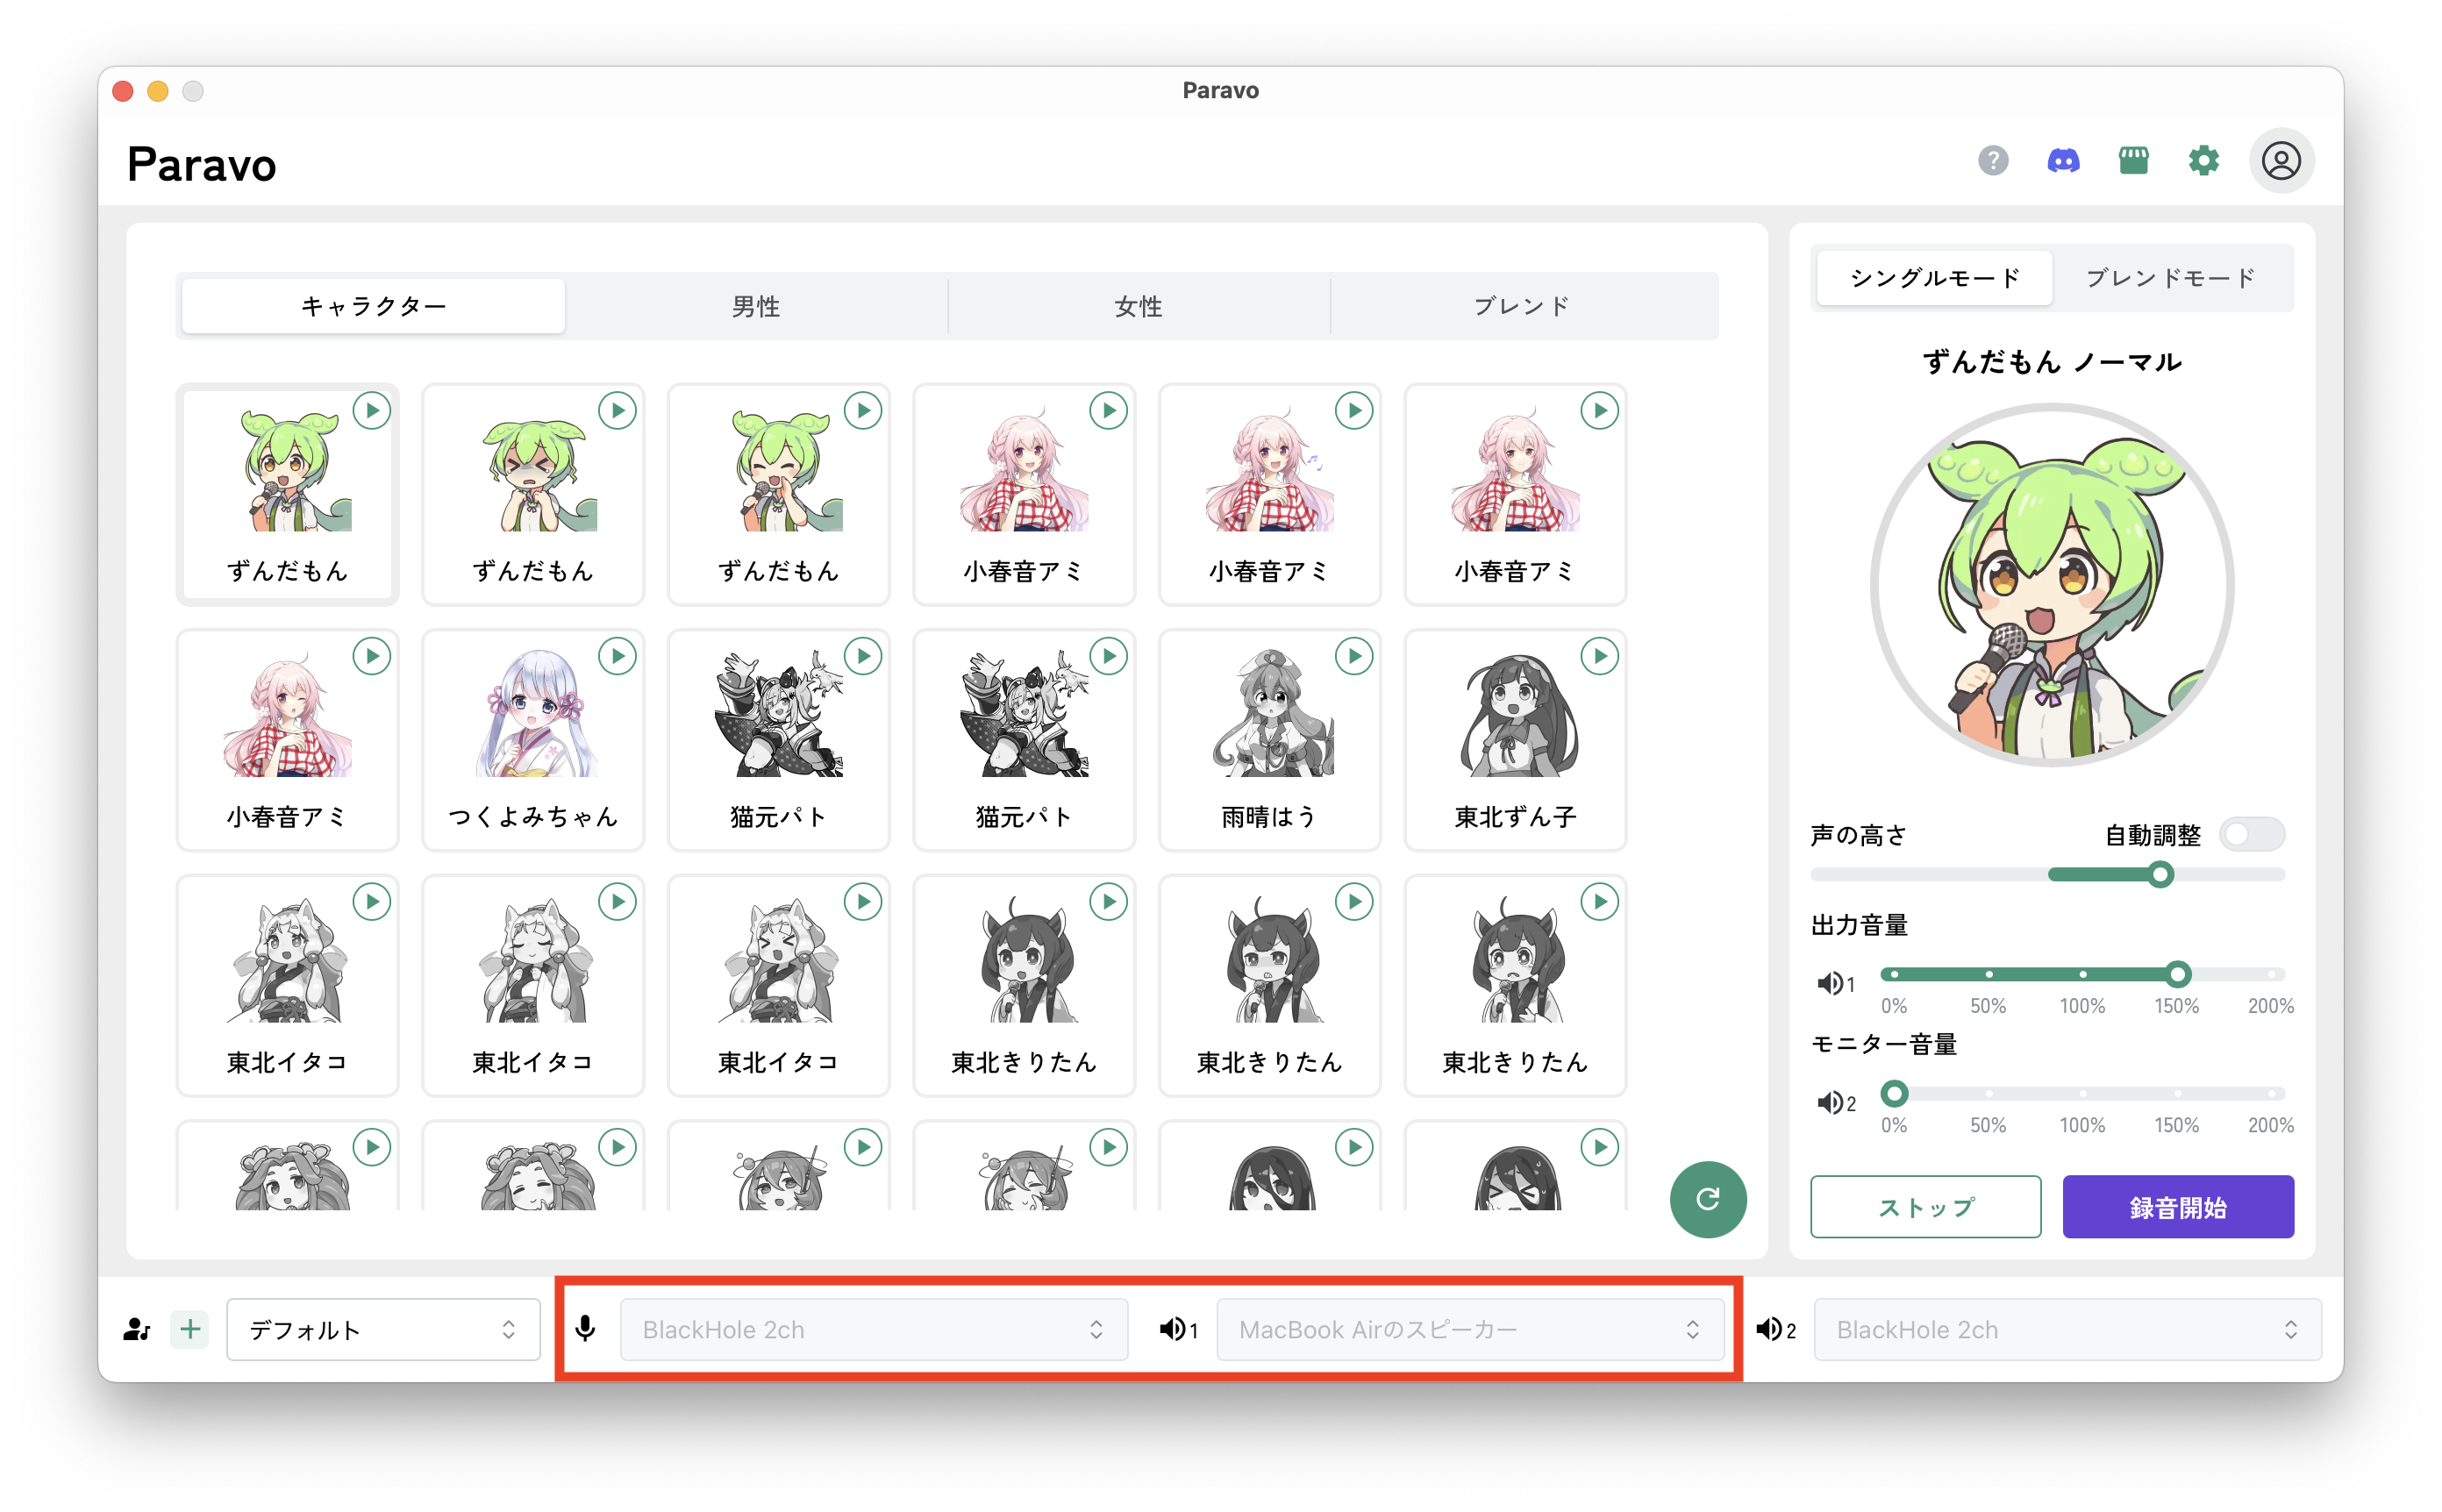 Paravo
Paravo
キャラクター
男性
女性
ブレンド
ずんだもん
ずんだもん
ずんだもん
小春音アミ
小春音アミ
小春音アミ
小春音アミ
つくよみちゃん
猫元パト
猫元パト
雨晴はう
東北ずん子
東北イタコ
東北イタコ
東北イタコ
東北きりたん
東北きりたん
東北きりたん
シングルモード
ブレンドモード
ずんだもん ノーマル
声の高さ
自動調整
出力音量
1
0% 50% 100% 150% 200%
モニター音量
2
0% 50% 100% 150% 200%
ストップ
録音開始
デフォルト
BlackHole 2ch
1
MacBook Airのスピーカー
2
BlackHole 2ch